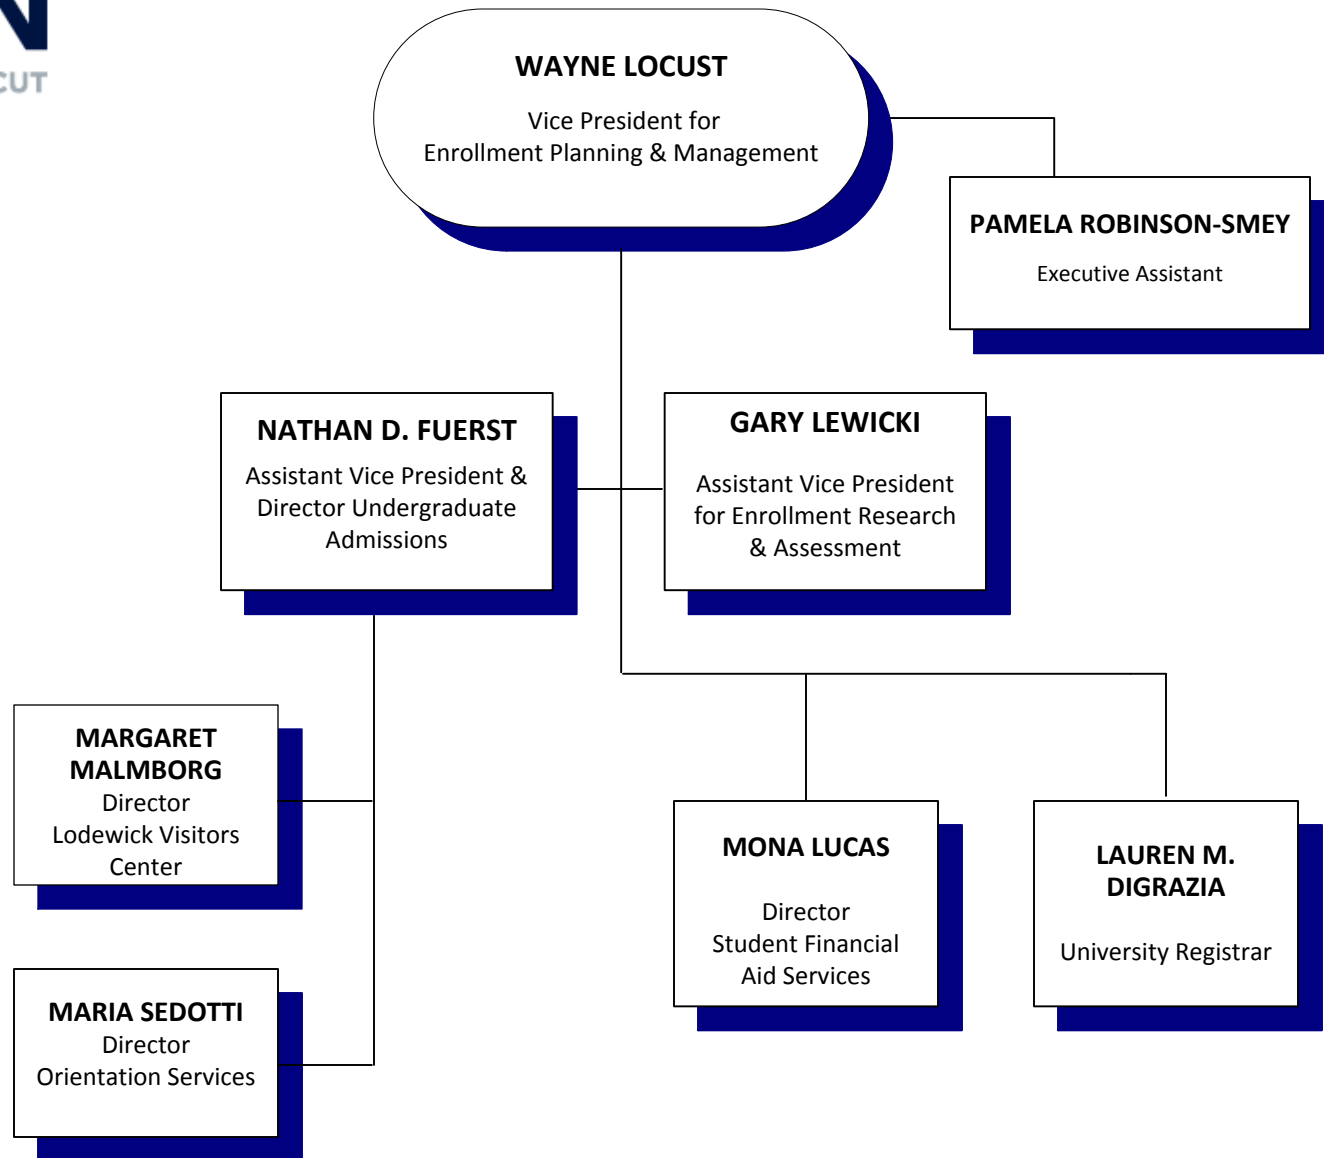 N
CUT
WAYNE LOCUST
Vice President for
Enrollment Planning & Management
PAMELA ROBINSON-SMEY
Executive Assistant
NATHAN D. FUERST
Assistant Vice President &
Director Undergraduate
Admissions
GARY LEWICKI
Assistant Vice President
for Enrollment Research
& Assessment
MARGARET
MALMBORG
Director
Lodewick Visitors
Center
MONA LUCAS
Director
Student Financial
Aid Services
LAUREN M.
DIGRAZIA
University Registrar
MARIA SEDOTTI
Director
Orientation Services